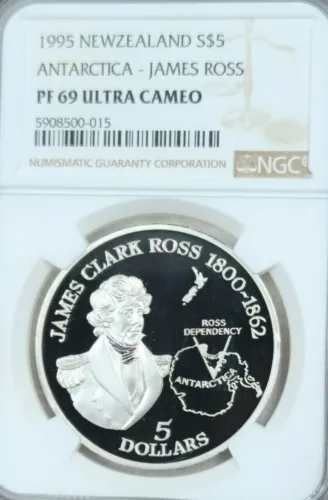 1995 NEWZEALAND S$5
ANTARCTICA - JAMES ROSS
PF 69 ULTRA CAMEO
5908500-015
NUMISMATIC GUARANTY CORPORATION
NGC
JAMES CLARK ROSS 1800-1862
ROSS
DEPENDENCY
ANTARCTICA
5
DOLLARS